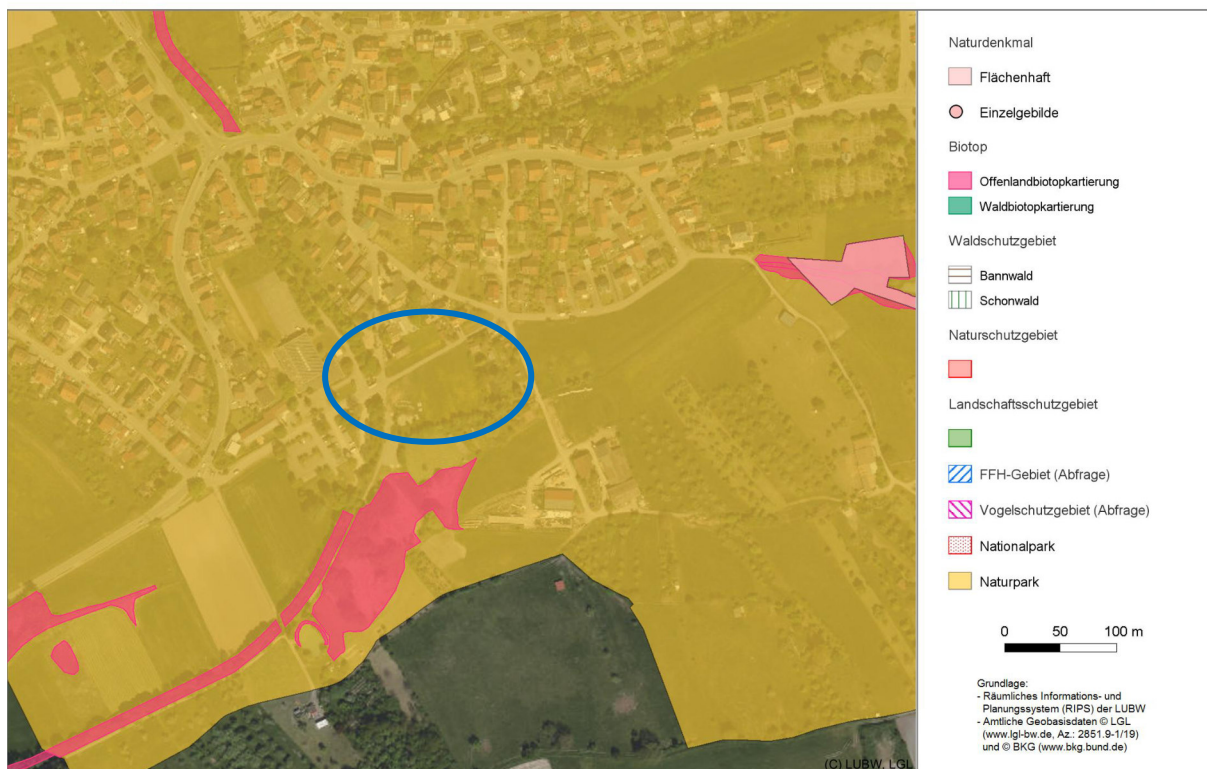 Naturdenkmal
Flächenhaft
Einzelgebilde
Biotop
Offenlandbiotopkartierung
Waldbiotopkartierung
Waldschutzgebiet
Bannwald
Schonwald
Naturschutzgebiet
Landschaftsschutzgebiet
FFH-Gebiet (Abfrage)
Vogelschutzgebiet (Abfrage)
Nationalpark
Naturpark
0 50 100 m
Grundlage:
- Räumliches Informations- und
Planungssystem (RIPS) der LUBW
- Amtliche Geobasisdaten © LGL
(www.lgl-bw.de, Az.: 2851.9-1/19)
und © BKG (www.bkg.bund.de)
(C) LUBW, LGL